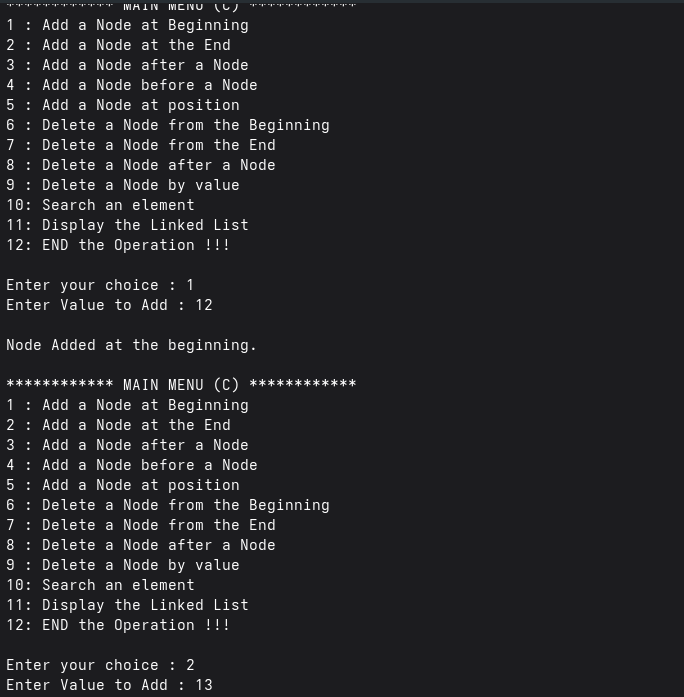 ************ MAIN MENU (C) ************
1 : Add a Node at Beginning
2 : Add a Node at the End
3 : Add a Node after a Node
4 : Add a Node before a Node
5 : Add a Node at position
6 : Delete a Node from the Beginning
7 : Delete a Node from the End
8 : Delete a Node after a Node
9 : Delete a Node by value
10: Search an element
11: Display the Linked List
12: END the Operation !!!
Enter your choice : 1
Enter Value to Add : 12
Node Added at the beginning.
************ MAIN MENU (C) ************
1 : Add a Node at Beginning
2 : Add a Node at the End
3 : Add a Node after a Node
4 : Add a Node before a Node
5 : Add a Node at position
6 : Delete a Node from the Beginning
7 : Delete a Node from the End
8 : Delete a Node after a Node
9 : Delete a Node by value
10: Search an element
11: Display the Linked List
12: END the Operation !!!
Enter your choice : 2
Enter Value to Add : 13